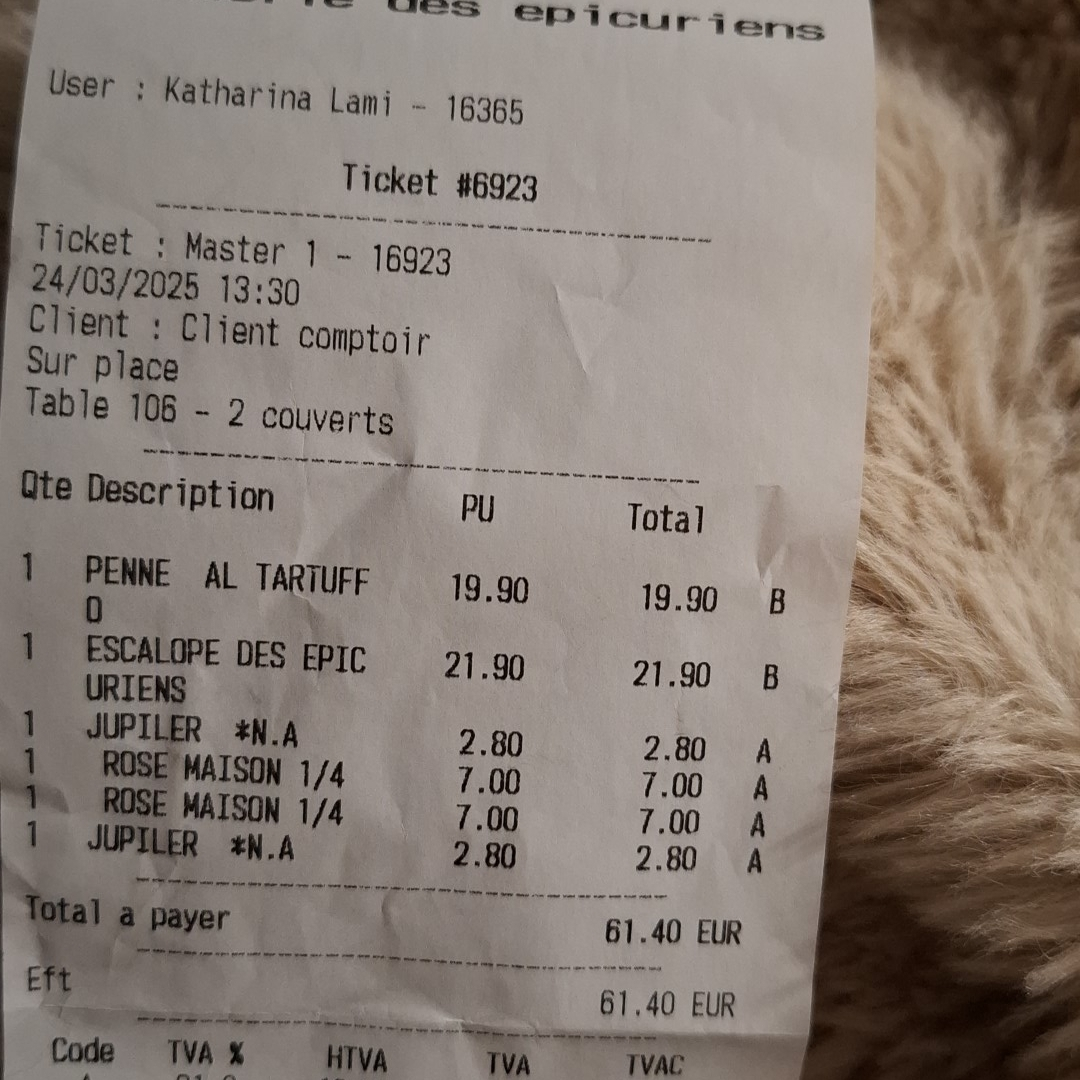 des epicuriens
User : Katharina Lami - 16365
Ticket #6923
Ticket : Master 1 - 16923
24/03/2025 13:30
Client : Client comptoir
Sur place
Table 106 - 2 couverts
Qte Description PU Total
1 PENNE AL TARTUFF 19.90 19.90 B
O
1 ESCALOPE DES EPIC 21.90 21.90 B
URIENS
1 JUPILER *N.A 2.80 2.80 A
1 ROSE MAISON 1/4 7.00 7.00 A
1 ROSE MAISON 1/4 7.00 7.00 A
1 JUPILER *N.A 2.80 2.80 A
Total a payer 61.40 EUR
Eft 61.40 EUR
Code TVA % HTVA TVA TVAC